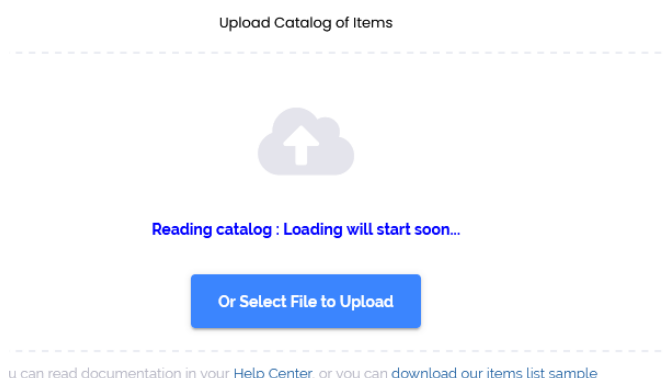 Upload Catalog of Items
Reading catalog : Loading will start soon...
Or Select File to Upload
u can read documentation in your Help Center, or you can download our items list sample